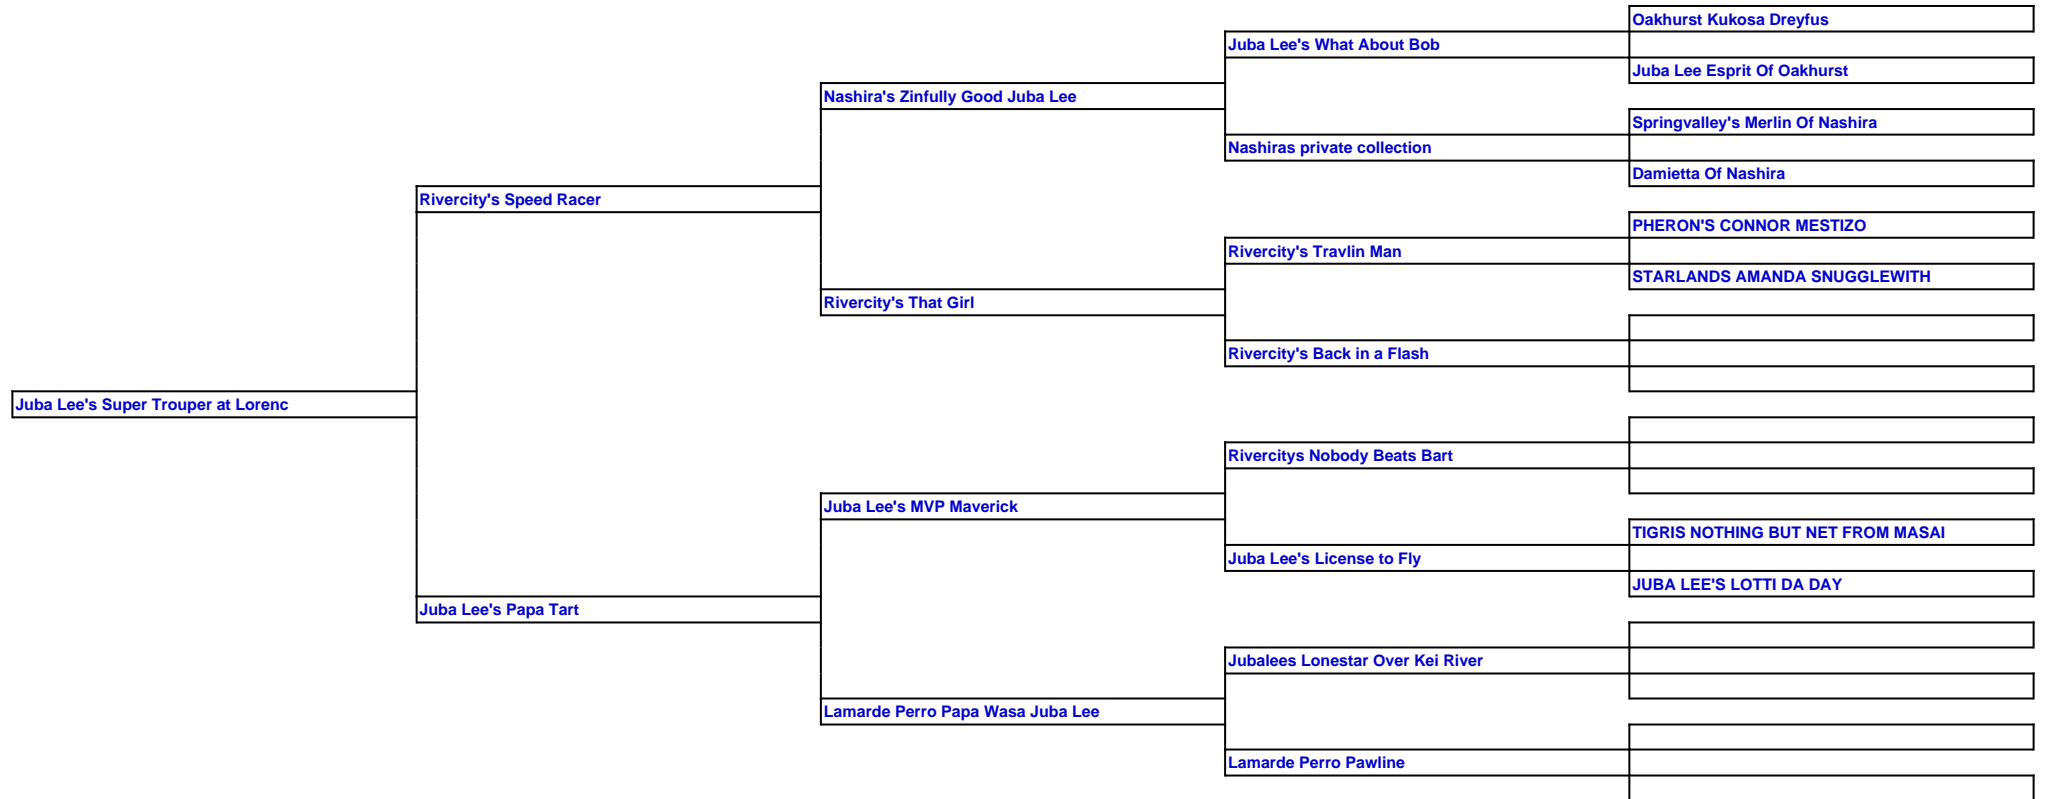 Oakhurst Kukosa Dreyfus
Juba Lee's What About Bob
Juba Lee Esprit Of Oakhurst
Nashira's Zinfully Good Juba Lee
Springvalley's Merlin Of Nashira
Nashiras private collection
Damietta Of Nashira
Rivercity's Speed Racer
PHERON'S CONNOR MESTIZO
Rivercity's Travlin Man
STARLANDS AMANDA SNUGGLEWITH
Rivercity's That Girl
Rivercity's Back in a Flash
Juba Lee's Super Trouper at Lorenc
Rivercitys Nobody Beats Bart
Juba Lee's MVP Maverick
TIGRIS NOTHING BUT NET FROM MASAI
Juba Lee's License to Fly
JUBA LEE'S LOTTI DA DAY
Juba Lee's Papa Tart
Jubalees Lonestar Over Kei River
Lamarde Perro Papa Wasa Juba Lee
Lamarde Perro Pawline